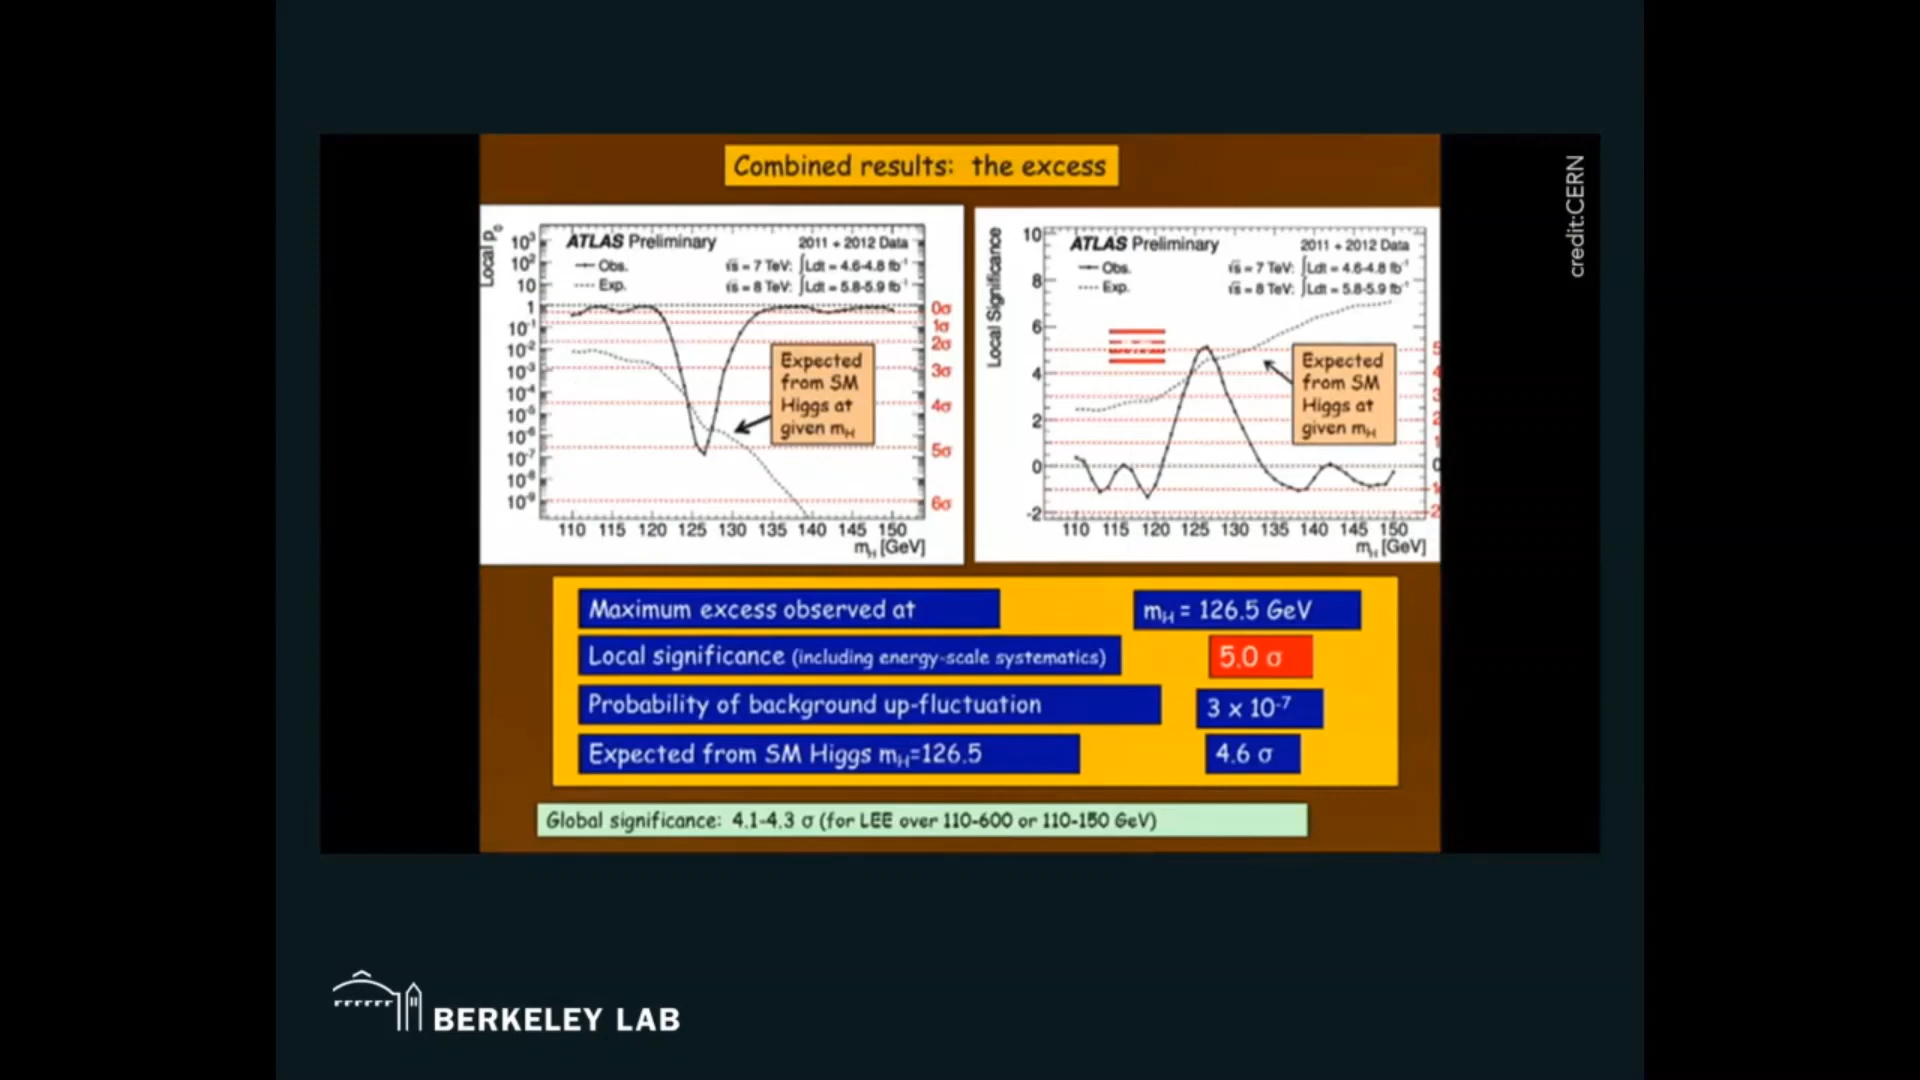 Combined results: the excess
credit:CERN
Local p0
ATLAS Preliminary
2011 + 2012 Data
Obs.
√s = 7 TeV: ∫Ldt = 4.6-4.8 fb-1
Exp.
√s = 8 TeV: ∫Ldt = 5.8-5.9 fb-1
10³
10²
10
1
10-1
10-2
10-3
10-4
10-5
10-6
10-7
10-8
10-9
0σ
1σ
2σ
3σ
4σ
5σ
6σ
Expected
from SM
Higgs at
given mH
110 115 120 125 130 135 140 145 150
mH [GeV]
Local Significance
ATLAS Preliminary
2011 + 2012 Data
Obs.
√s = 7 TeV: ∫Ldt = 4.6-4.8 fb-1
Exp.
√s = 8 TeV: ∫Ldt = 5.8-5.9 fb-1
10
8
6
4
2
0
-2
Expected
from SM
Higgs at
given mH
110 115 120 125 130 135 140 145 150
mH [GeV]
Maximum excess observed at mH = 126.5 GeV
Local significance (including energy-scale systematics) 5.0 σ
Probability of background up-fluctuation 3 x 10-7
Expected from SM Higgs mH=126.5 4.6 σ
Global significance: 4.1-4.3 σ (for LEE over 110-600 or 110-150 GeV)
BERKELEY LAB